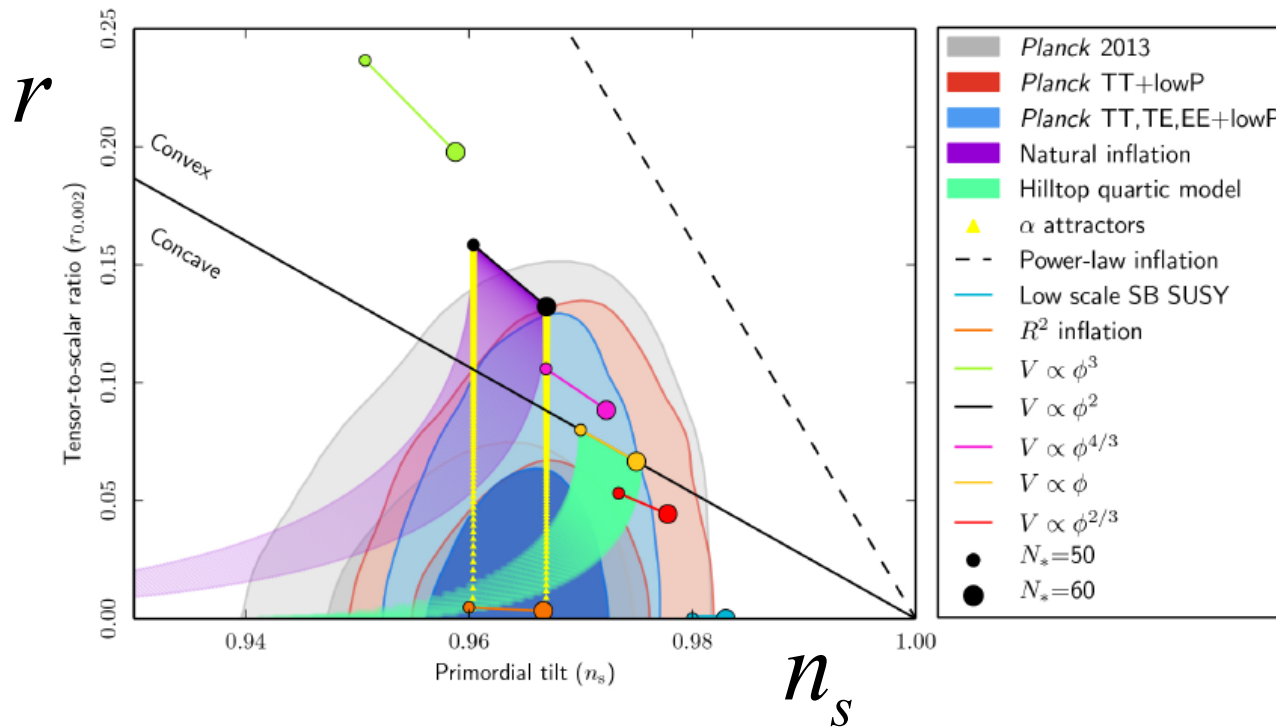 r
Tensor-to-scalar ratio (r₀.₀₀₂)
0.25
0.20
0.15
0.10
0.05
0.00
Convex
Concave
0.94
0.96
0.98
1.00
Primordial tilt (nₛ)
nₛ
Planck 2013
Planck TT+lowP
Planck TT,TE,EE+lowP
Natural inflation
Hilltop quartic model
α attractors
Power-law inflation
Low scale SB SUSY
R² inflation
V ∝ ϕ³
V ∝ ϕ²
V ∝ ϕ⁴/³
V ∝ ϕ
V ∝ ϕ²/³
N∗=50
N∗=60